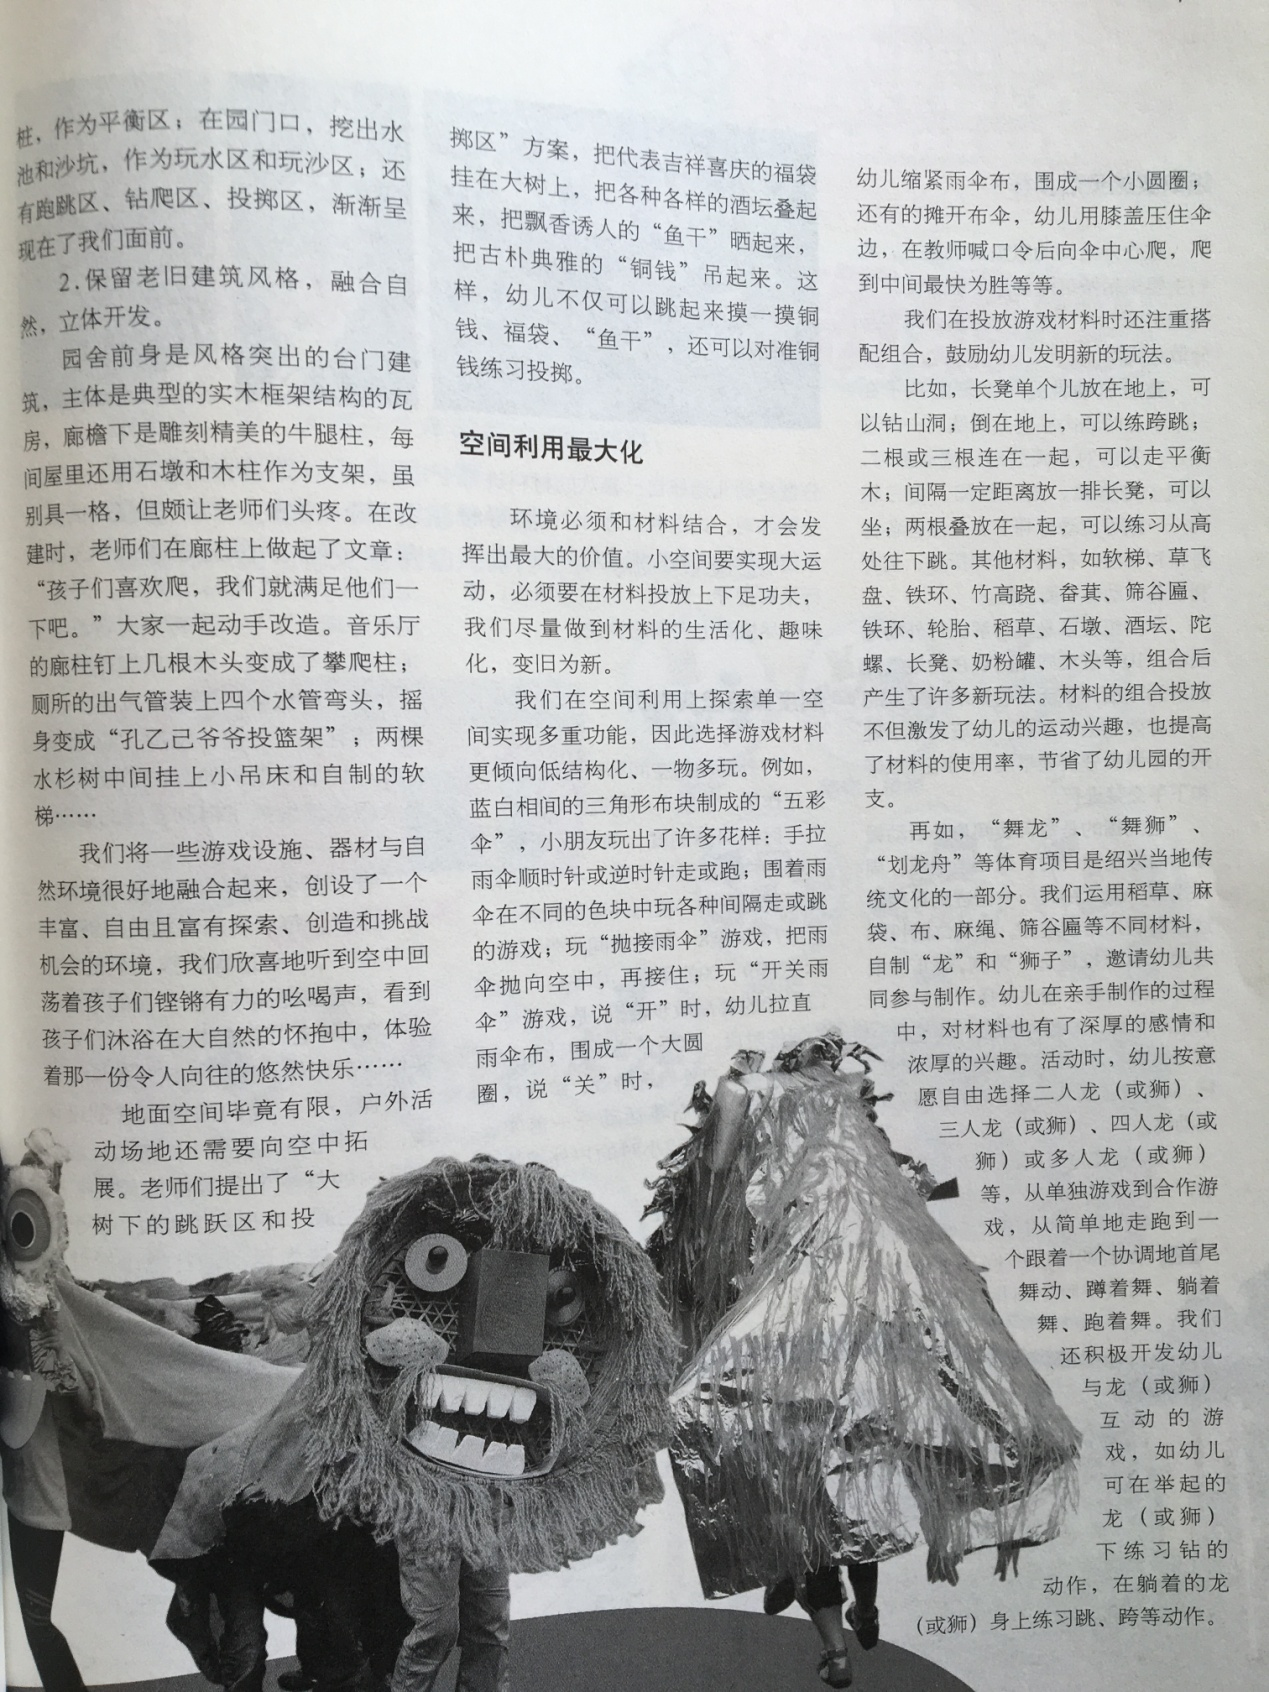 桩，作为平衡区；在园门口，挖出水
池和沙坑，作为玩水区和玩沙区；还
有跑跳区、钻爬区、投掷区，渐渐呈
现在了我们面前。
2.保留老旧建筑风格，融合自
然，立体开发。
园舍前身是风格突出的台门建
筑，主体是典型的实木框架结构的瓦
房，廊檐下是雕刻精美的牛腿柱，每
间屋里还用石墩和木柱作为支架，虽
别具一格，但颇让老师们头疼。在改
建时，老师们在廊柱上做起了文章：
“孩子们喜欢爬，我们就满足他们一
下吧。”大家一起动手改造。音乐厅
的廊柱钉上几根木头变成了攀爬柱；
厕所的出气管装上四个水管弯头，摇
身变成“孔乙己爷爷投篮架”；两棵
水杉树中间挂上小吊床和自制的软
梯……
我们将一些游戏设施、器材与自
然环境很好地融合起来，创设了一个
丰富、自由且富有探索、创造和挑战
机会的环境，我们欣喜地听到空中回
荡着孩子们铿锵有力的吆喝声，看到
孩子们沐浴在大自然的怀抱中，体验
着那一份令人向往的悠然快乐……
地面空间毕竟有限，户外活
动场地还需要向空中拓
展。老师们提出了“大
树下的跳跃区和投
掷区”方案，把代表吉祥喜庆的福袋
挂在大树上，把各种各样的酒坛叠起
来，把飘香诱人的“鱼干”晒起来，
把古朴典雅的“铜钱”吊起来。这
样，幼儿不仅可以跳起来摸一摸铜
钱、福袋、“鱼干”，还可以对准铜
钱练习投掷。
空间利用最大化
环境必须和材料结合，才会发
挥出最大的价值。小空间要实现大运
动，必须要在材料投放上下足功夫，
我们尽量做到材料的生活化、趣味
化，变旧为新。
我们在空间利用上探索单一空
间实现多重功能，因此选择游戏材料
更倾向低结构化、一物多玩。例如，
蓝白相间的三角形布块制成的“五彩
伞”，小朋友玩出了许多花样：手拉
雨伞顺时针或逆时针走或跑；围着雨
伞在不同的色块中玩各种间隔走或跳
的游戏；玩“抛接雨伞”游戏，把雨
伞抛向空中，再接住；玩“开关雨
伞”游戏，说“开”时，幼儿拉直
雨伞布，围成一个大圆
圈，说“关”时，
幼儿缩紧雨伞布，围成一个小圆圈；
还有的摊开布伞，幼儿用膝盖压住伞
边，在教师喊口令后向伞中心爬，爬
到中间最快为胜等等。
我们在投放游戏材料时还注重搭
配组合，鼓励幼儿发明新的玩法。
比如，长凳单个儿放在地上，可
以钻山洞；倒在地上，可以练跨跳；
二根或三根连在一起，可以走平衡
木；间隔一定距离放一排长凳，可以
坐；两根叠放在一起，可以练习从高
处往下跳。其他材料，如软梯、草飞
盘、铁环、竹高跷、畚萁、筛谷匾、
铁环、轮胎、稻草、石墩、酒坛、陀
螺、长凳、奶粉罐、木头等，组合后
产生了许多新玩法。材料的组合投放
不但激发了幼儿的运动兴趣，也提高
了材料的使用率，节省了幼儿园的开
支。
再如，“舞龙”、“舞狮”、
“划龙舟”等体育项目是绍兴当地传
统文化的一部分。我们运用稻草、麻
袋、布、麻绳、筛谷匾等不同材料，
自制“龙”和“狮子”，邀请幼儿共
同参与制作。幼儿在亲手制作的过程
中，对材料也有了深厚的感情和
浓厚的兴趣。活动时，幼儿按意
愿自由选择二人龙（或狮）、
三人龙（或狮）、四人龙（或
狮）或多人龙（或狮）
等，从单独游戏到合作游
戏，从简单地走跑到一
个跟着一个协调地首尾
舞动、蹲着舞、躺着
舞、跑着舞。我们
还积极开发幼儿
与龙（或狮）
互动的游
戏，如幼儿
可在举起的
龙（或狮）
下练习钻的
动作，在躺着的龙
（或狮）身上练习跳、跨等动作。